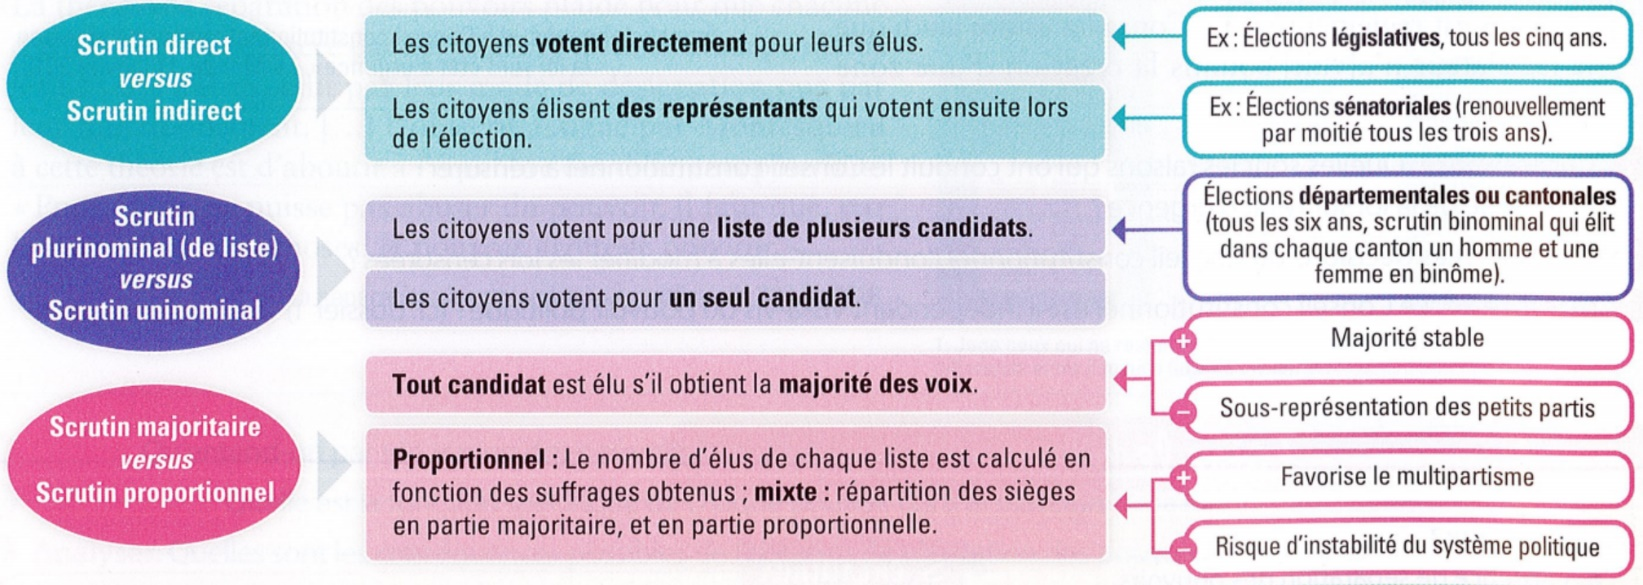 Scrutin direct
versus
Scrutin indirect
Les citoyens votent directement pour leurs élus.
Ex : Élections législatives, tous les cinq ans.
Les citoyens élisent des représentants qui votent ensuite lors
de l'élection.
Ex : Élections sénatoriales (renouvellement
par moitié tous les trois ans).
Scrutin
plurinominal (de liste)
versus
Scrutin uninominal
Les citoyens votent pour une liste de plusieurs candidats.
Élections départementales ou cantonales
(tous les six ans, scrutin binominal qui élit
dans chaque canton un homme et une
femme en binôme).
Les citoyens votent pour un seul candidat.
Scrutin majoritaire
versus
Scrutin proportionnel
Tout candidat est élu s'il obtient la majorité des voix.
+ Majorité stable
− Sous-représentation des petits partis
Proportionnel : Le nombre d'élus de chaque liste est calculé en
fonction des suffrages obtenus ; mixte : répartition des sièges
en partie majoritaire, et en partie proportionnelle.
+ Favorise le multipartisme
− Risque d'instabilité du système politique